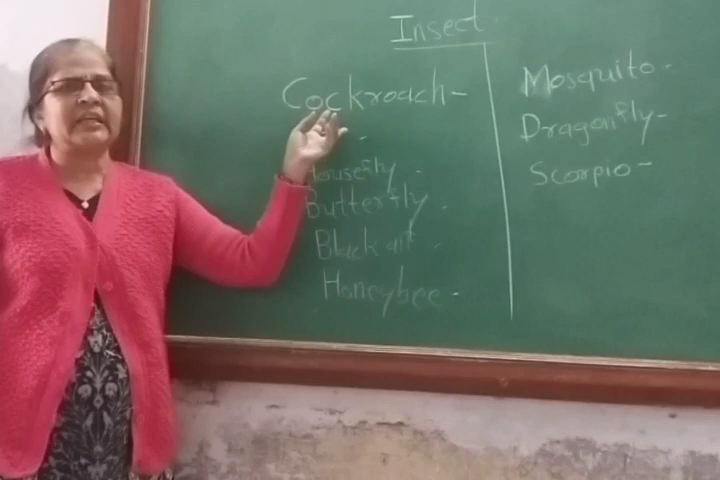 Insect.
Cockroach-
Housefly.
Butterfly.
Black ant.
Honeybee.
Mosquito-
Dragonfly-
Scorpio-